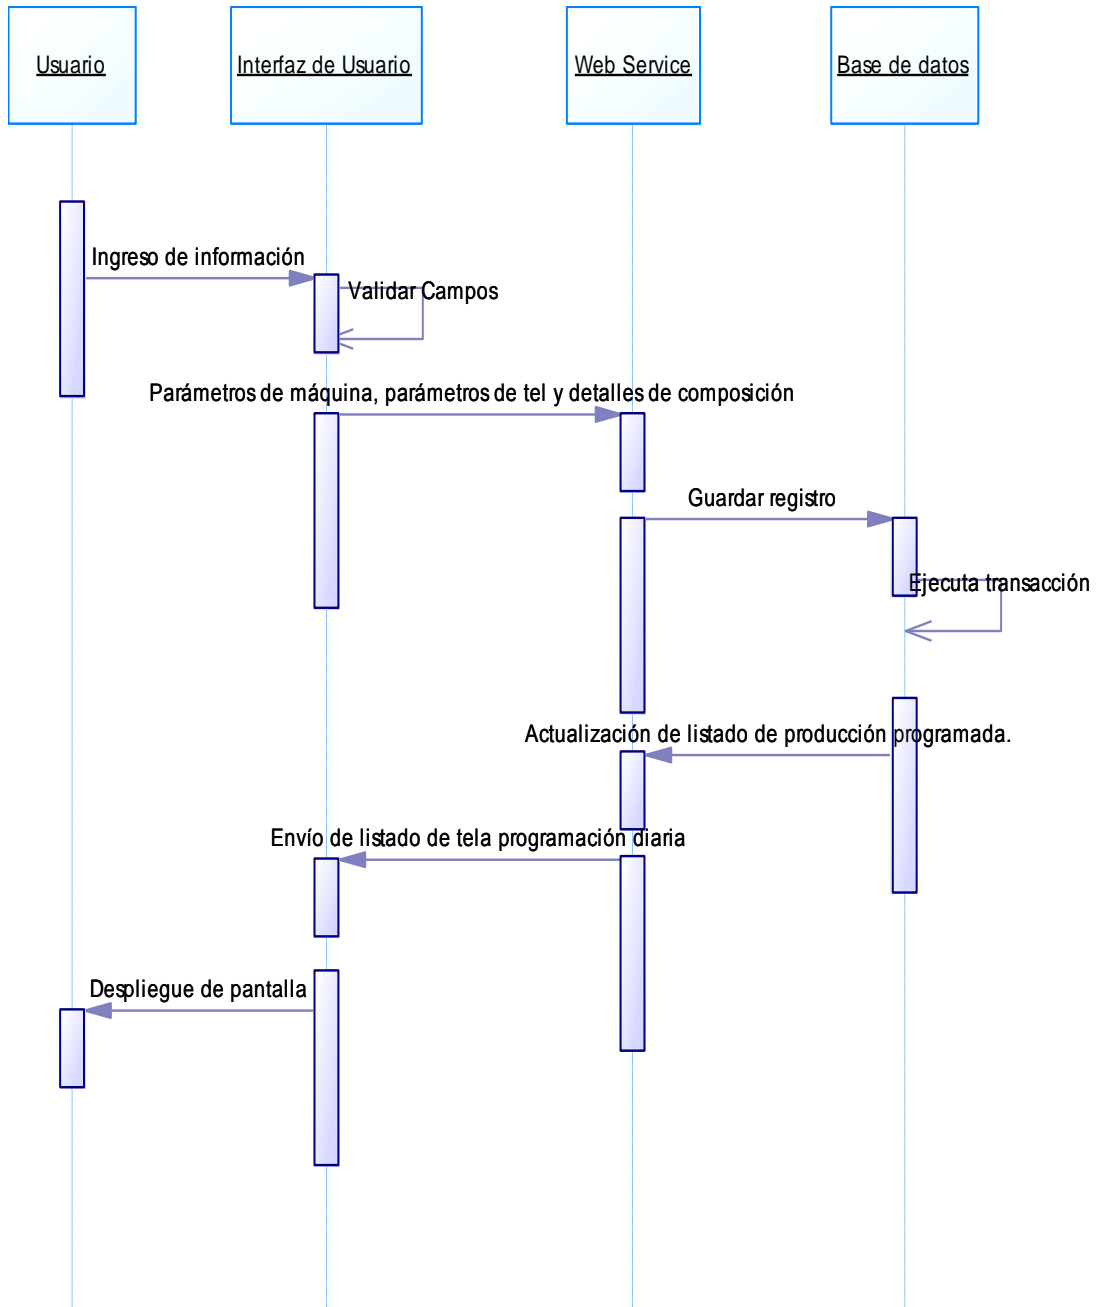 Usuario
Interfaz de Usuario
Web Service
Base de datos
Ingreso de información
Validar Campos
Parámetros de máquina, parámetros de tel y detalles de composición
Guardar registro
Ejecuta transacción
Actualización de listado de producción programada.
Envío de listado de tela programación diaria
Despliegue de pantalla